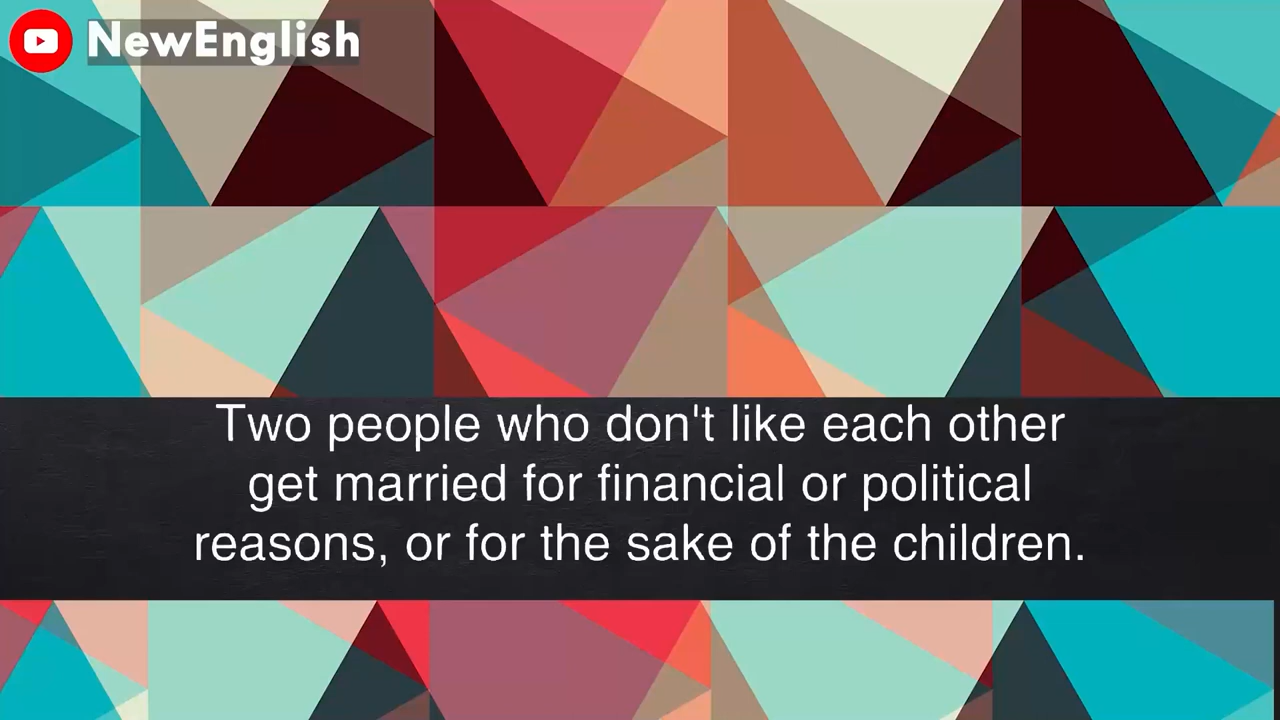 NewEnglish
Two people who don't like each other
get married for financial or political
reasons, or for the sake of the children.